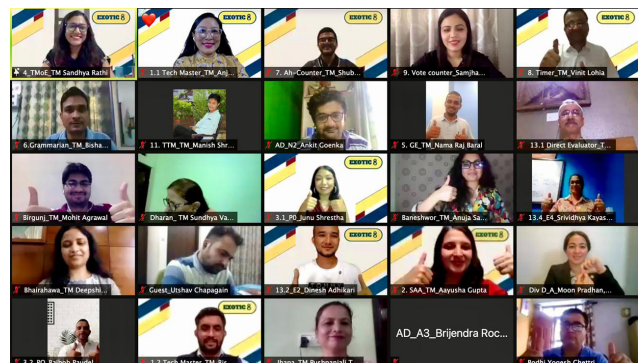 EXOTIC 8
4_TMoE_TM Sandhya Rathi
EXOTIC 8
1.1 Tech Master_TM_Anj...
EXOTIC 8
7. Ah-Counter_TM_Shub...
9. Vote counter_Samjha...
EXOTIC 8
8. Timer_TM_Vinit Lohia
6.Grammarian_TM_Bisha...
11. TTM_TM_Manish Shr...
AD_N2_Ankit Goenka
5. GE_TM_Nama Raj Baral
13.1 Direct Evaluator_T...
Birgunj_TM_Mohit Agrawal
Dharan_ TM Sundhya Va...
EXOTIC 8
3.1_P0_Junu Shrestha
Baneshwor_TM_Anuja Sa...
13.4_E4_Srividhya Kayas...
Bhairahawa_TM Deepshi...
Guest_Utshav Chapagain
13.2_E2_Dinesh Adhikari
EXOTIC 8
2. SAA_TM_Aayusha Gupta
Div D_A_Moon Pradhan,...
EXOTIC 8
AD_A3_Brijendra Roc...